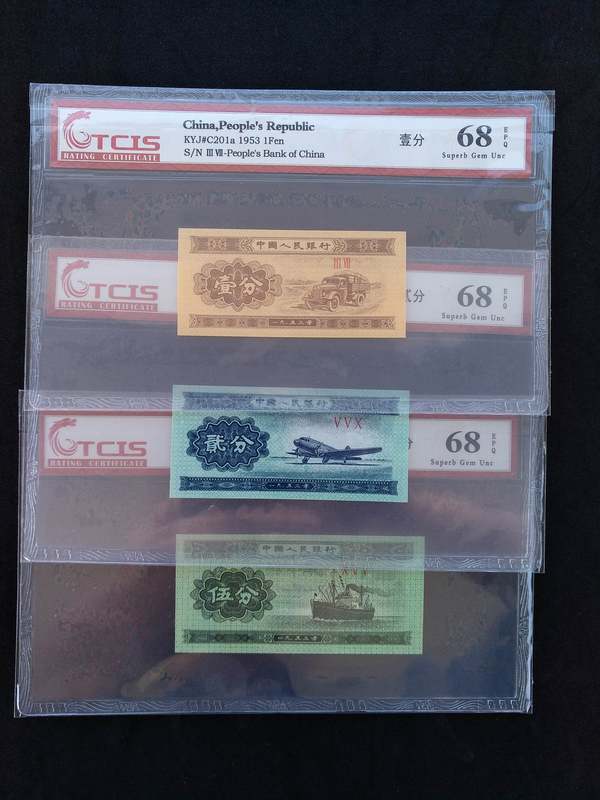 TCIS
RATING CERTIFICATE
China,People's Republic
KYJ#C201a 1953 1Fen
S/N III VII-People's Bank of China
壹分
68
EPQ
Superb Gem Unc
中國人民銀行
III VII
壹分
一九五三年
TCIS
RATING CERTIFICATE
贰分
68
EPQ
Superb Gem Unc
中國人民銀行
VVX
貳分
一九五三年
TCIS
RATING CERTIFICATE
分
68
EPQ
Superb Gem Unc
中國人民銀行
伍分
一九五三年